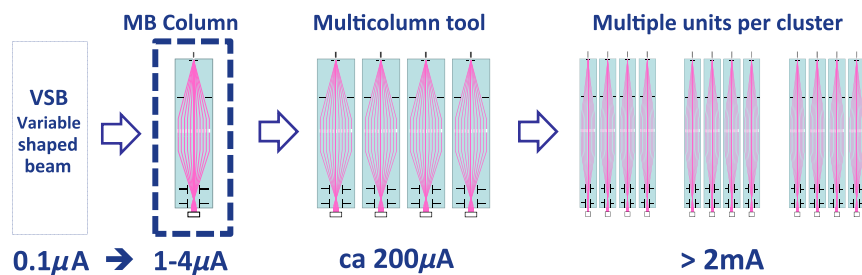 MB Column
Multicolumn tool
Multiple units per cluster
VSB
Variable
shaped
beam
0.1µA ➔ 1-4µA
ca 200µA
> 2mA